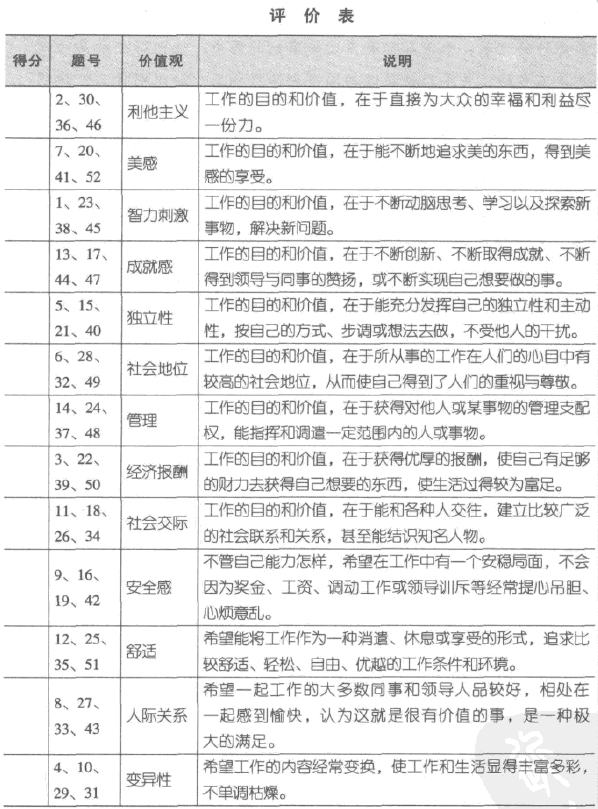 评 价 表
得分 题号 价值观 说明
2、30、 利他主义 工作的目的和价值，在于直接为大众的幸福和利益尽
36、46 一份力。
7、20、 美感 工作的目的和价值，在于能不断地追求美的东西，得到美
41、52 感的享受。
1、23、 智力刺激 工作的目的和价值，在于不断动脑思考、学习以及探索新
38、45 事物，解决新问题。
13、17、 成就感 工作的目的和价值，在于不断创新、不断取得成就、不断
44、47 得到领导与同事的赞扬，或不断实现自己想要做的事。
5、15、 独立性 工作的目的和价值，在于能充分发挥自己的独立性和主动
21、40 性，按自己的方式、步调或想法去做，不受他人的干扰。
6、28、 社会地位 工作的目的和价值，在于所从事的工作在人们的心目中有
32、49 较高的社会地位，从而使自己得到了人们的重视与尊敬。
14、24、 管理 工作的目的和价值，在于获得对他人或某事物的管理支配
37、48 权，能指挥和调遣一定范围内的人或事物。
3、22、 经济报酬 工作的目的和价值，在于获得优厚的报酬，使自己有足够
39、50 的财力去获得自己想要的东西，使生活过得较为富足。
11、18、 社会交际 工作的目的和价值，在于能和各种人交往，建立比较广泛
26、34 的社会联系和关系，甚至能结识知名人物。
9、16、 安全感 不管自己能力怎样，希望在工作中有一个安稳局面，不会
19、42 因为奖金、工资、调动工作或领导训斥等经常提心吊胆、
心烦意乱。
12、25、 舒适 希望能将工作作为一种消遣、休息或享受的形式，追求比
35、51 较舒适、轻松、自由、优越的工作条件和环境。
8、27、 人际关系 希望一起工作的大多数同事和领导人品较好，相处在
33、43 一起感到愉快，认为这就是很有价值的事，是一种极
大的满足。
4、10、 变异性 希望工作的内容经常变换，使工作和生活显得丰富多彩，
29、31 不单调枯燥。